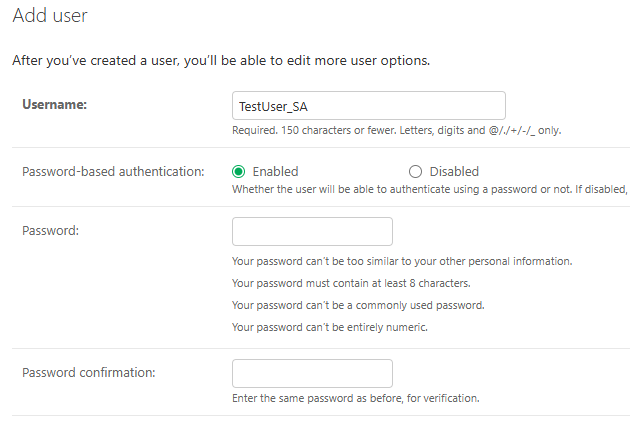 Add user
After you've created a user, you'll be able to edit more user options.
Username:
TestUser_SA
Required. 150 characters or fewer. Letters, digits and @/./+/-/_ only.
Password-based authentication:
Enabled
Disabled
Whether the user will be able to authenticate using a password or not. If disabled,
Password:
Your password can't be too similar to your other personal information.
Your password must contain at least 8 characters.
Your password can't be a commonly used password.
Your password can't be entirely numeric.
Password confirmation:
Enter the same password as before, for verification.